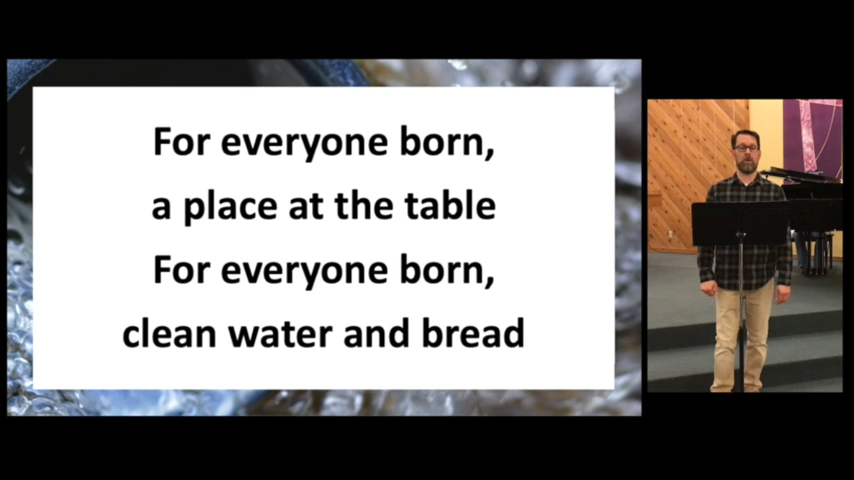 For everyone born,
a place at the table
For everyone born,
clean water and bread